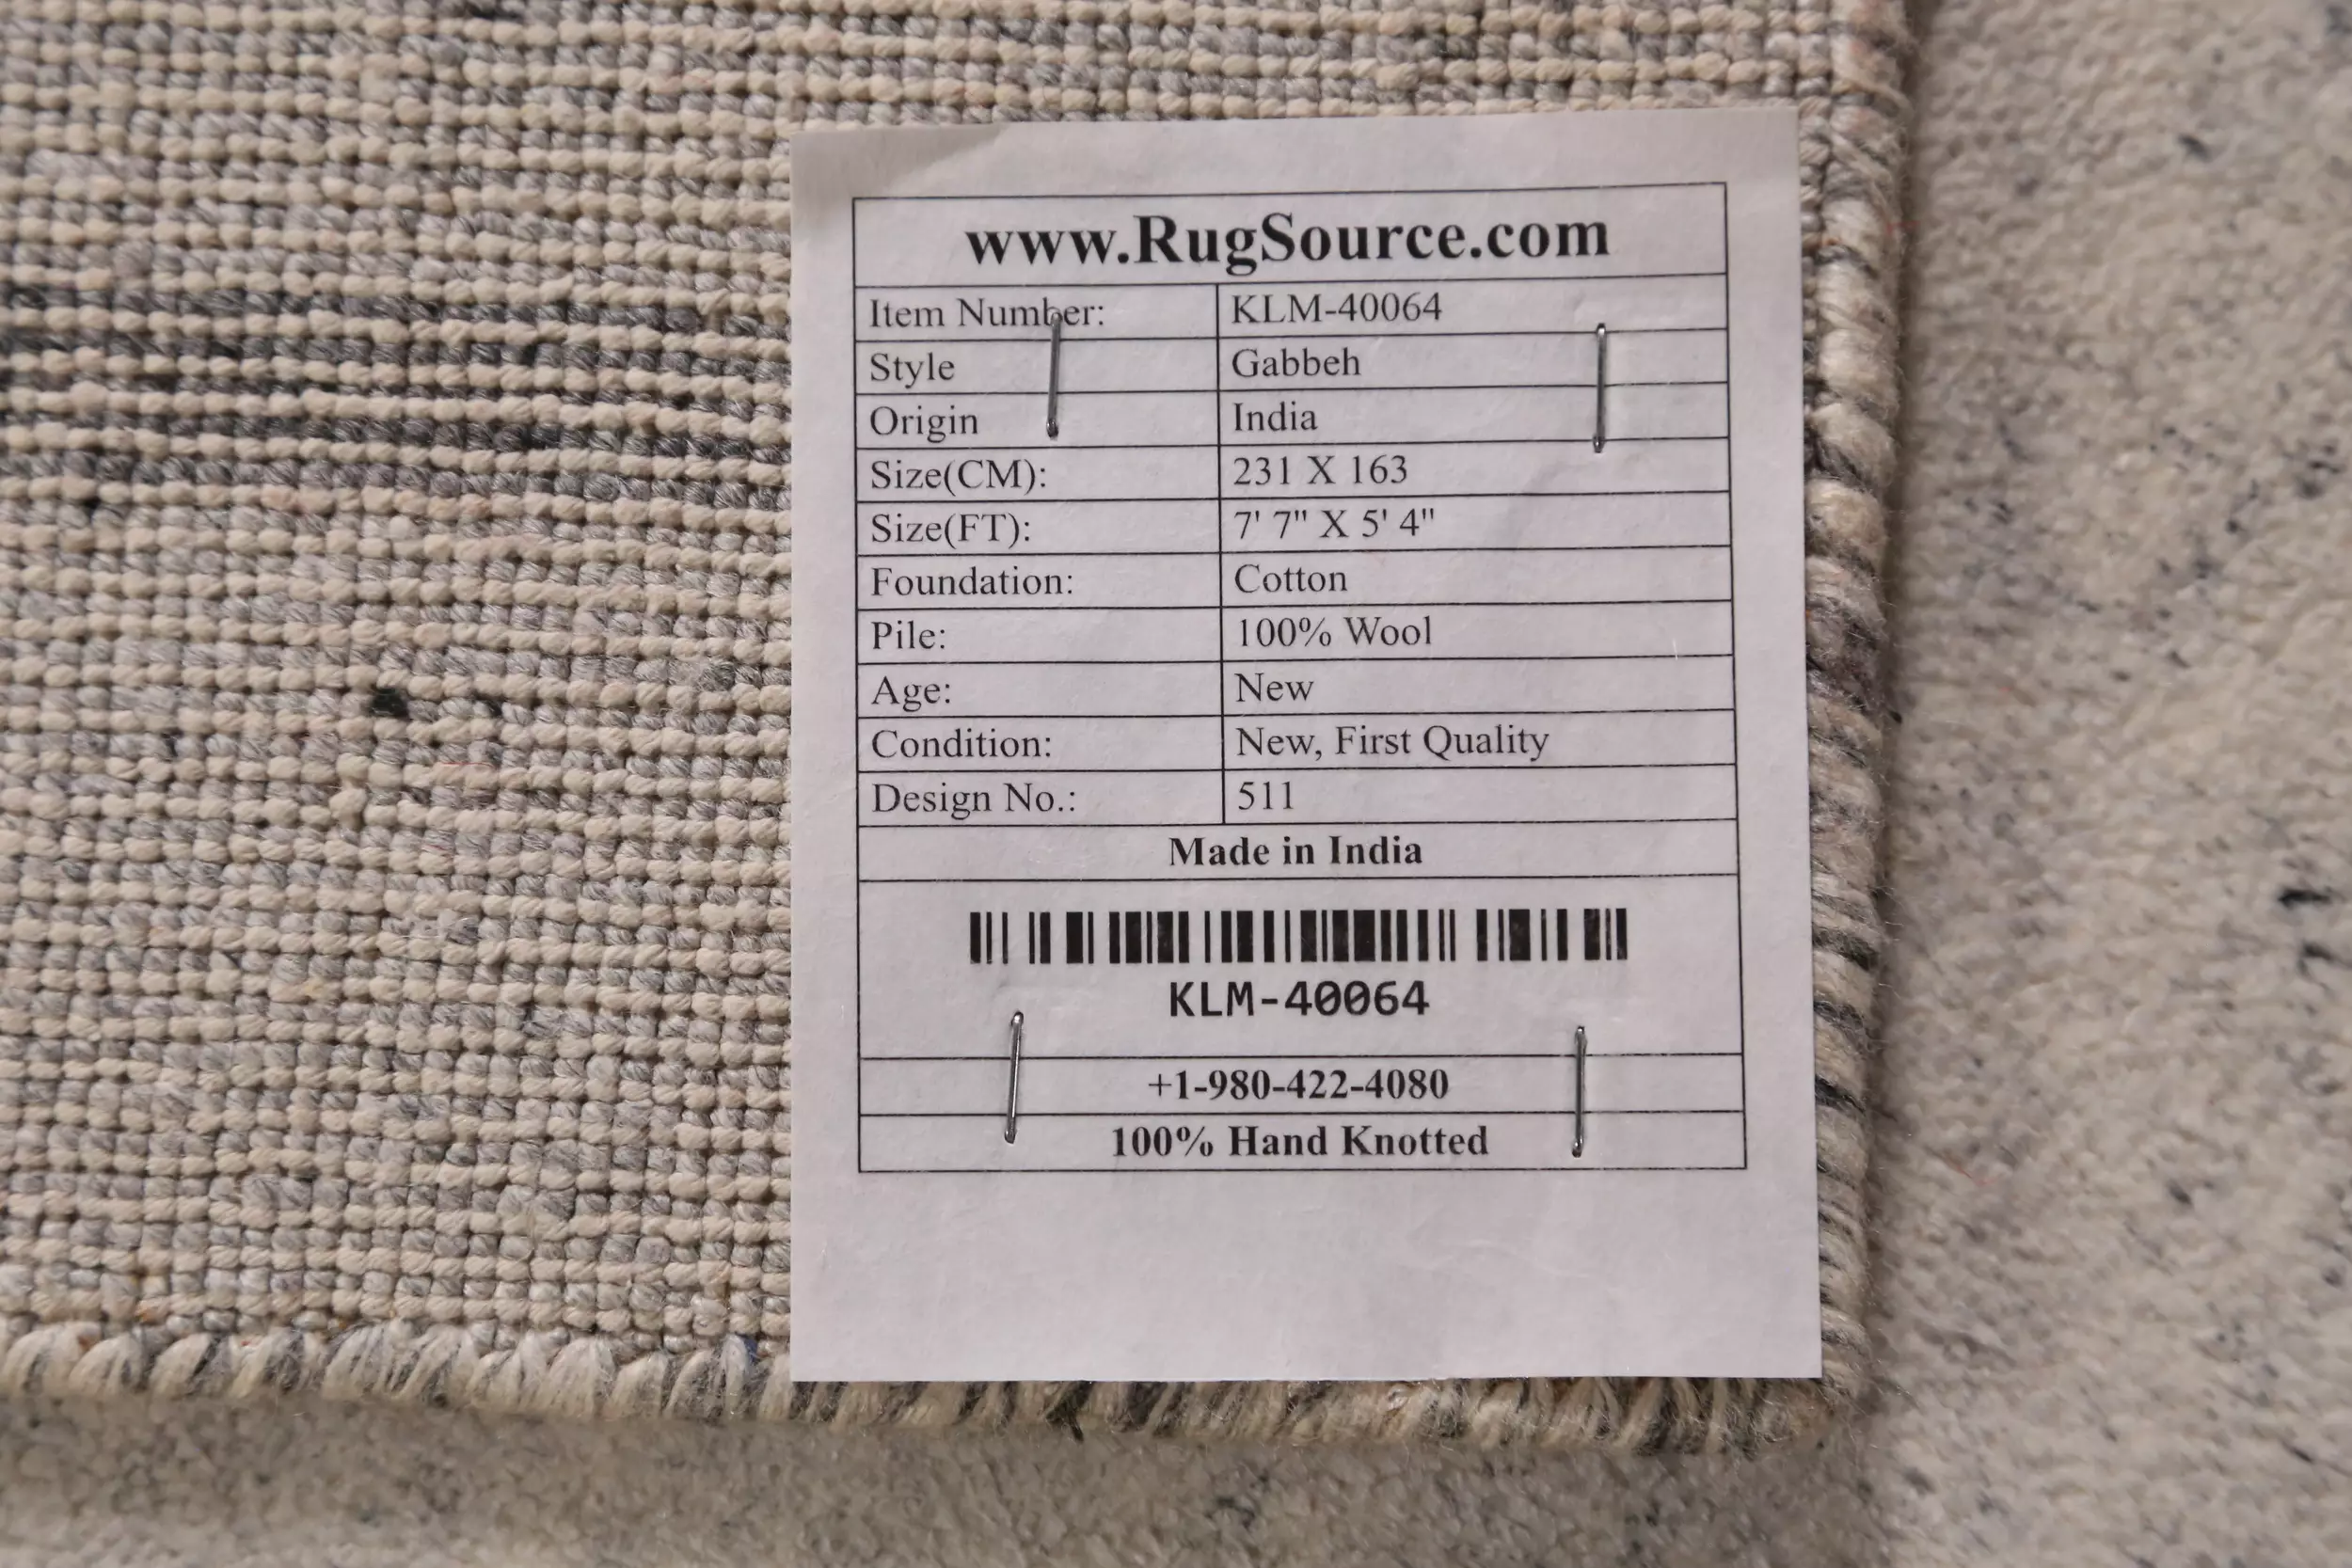 www.RugSource.com
Item Number: KLM-40064
Style Gabbeh
Origin India
Size(CM): 231 X 163
Size(FT): 7' 7" X 5' 4"
Foundation: Cotton
Pile: 100% Wool
Age: New
Condition: New, First Quality
Design No.: 511
Made in India
KLM-40064
+1-980-422-4080
100% Hand Knotted